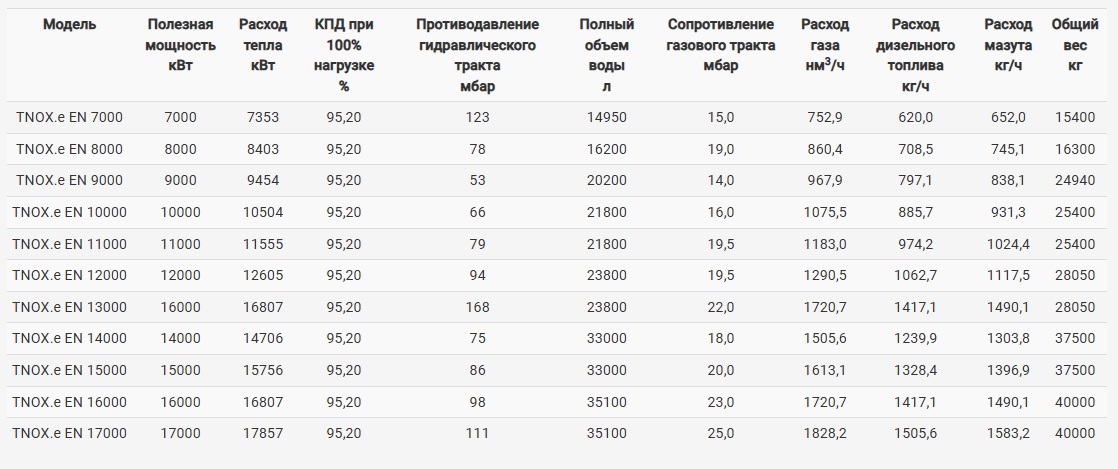 Модель Полезная мощность кВт Расход тепла кВт КПД при 100% нагрузке % Противодавление гидравлического тракта мбар Полный объем воды л Сопротивление газового тракта мбар Расход газа нм³/ч Расход дизельного топлива кг/ч Расход мазута кг/ч Общий вес кг
TNOX.e EN 7000 7000 7353 95,20 123 14950 15,0 752,9 620,0 652,0 15400
TNOX.e EN 8000 8000 8403 95,20 78 16200 19,0 860,4 708,5 745,1 16300
TNOX.e EN 9000 9000 9454 95,20 53 20200 14,0 967,9 797,1 838,1 24940
TNOX.e EN 10000 10000 10504 95,20 66 21800 16,0 1075,5 885,7 931,3 25400
TNOX.e EN 11000 11000 11555 95,20 79 21800 19,5 1183,0 974,2 1024,4 25400
TNOX.e EN 12000 12000 12605 95,20 94 23800 19,5 1290,5 1062,7 1117,5 28050
TNOX.e EN 13000 16000 16807 95,20 168 23800 22,0 1720,7 1417,1 1490,1 28050
TNOX.e EN 14000 14000 14706 95,20 75 33000 18,0 1505,6 1239,9 1303,8 37500
TNOX.e EN 15000 15000 15756 95,20 86 33000 20,0 1613,1 1328,4 1396,9 37500
TNOX.e EN 16000 16000 16807 95,20 98 35100 23,0 1720,7 1417,1 1490,1 40000
TNOX.e EN 17000 17000 17857 95,20 111 35100 25,0 1828,2 1505,6 1583,2 40000